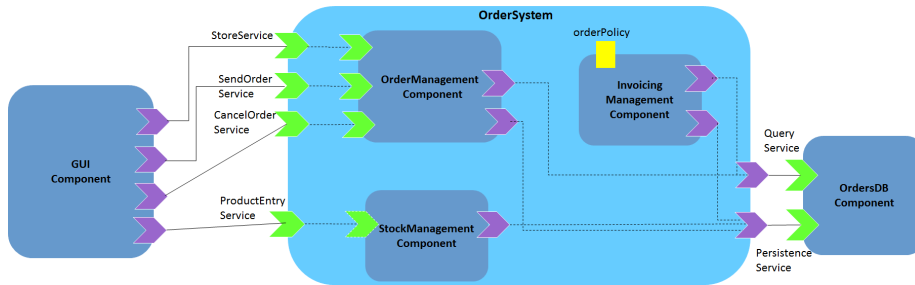 OrderSystem
StoreService
orderPolicy
SendOrder
Service
OrderManagement
Component
Invoicing
Management
Component
CancelOrder
Service
GUI
Component
Query
Service
OrdersDB
Component
ProductEntry
Service
StockManagement
Component
Persistence
Service